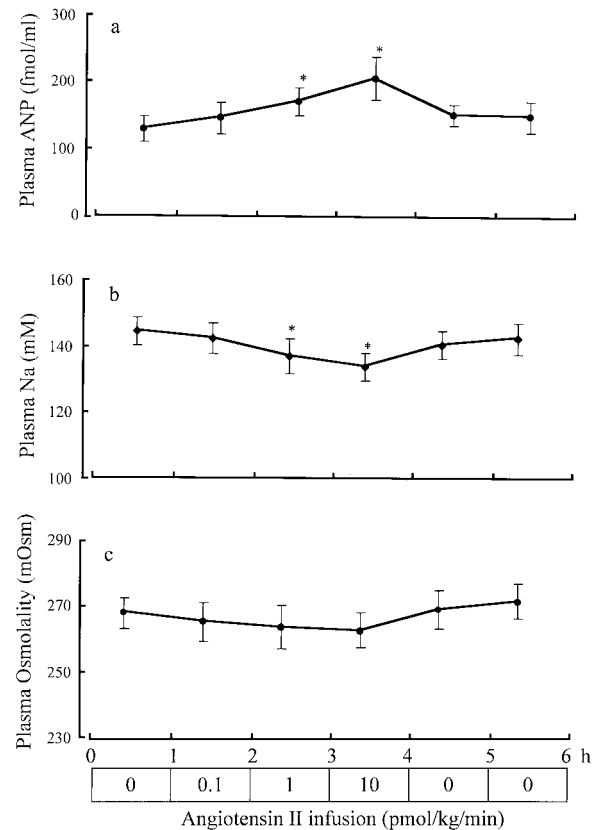 a
Plasma ANP (fmol/ml)
300
200
100
0
*
*
b
Plasma Na (mM)
160
140
120
100
*
*
c
Plasma Osmolality (mOsm)
290
270
250
230
0 1 2 3 4 5 6 h
0 0.1 1 10 0 0
Angiotensin II infusion (pmol/kg/min)